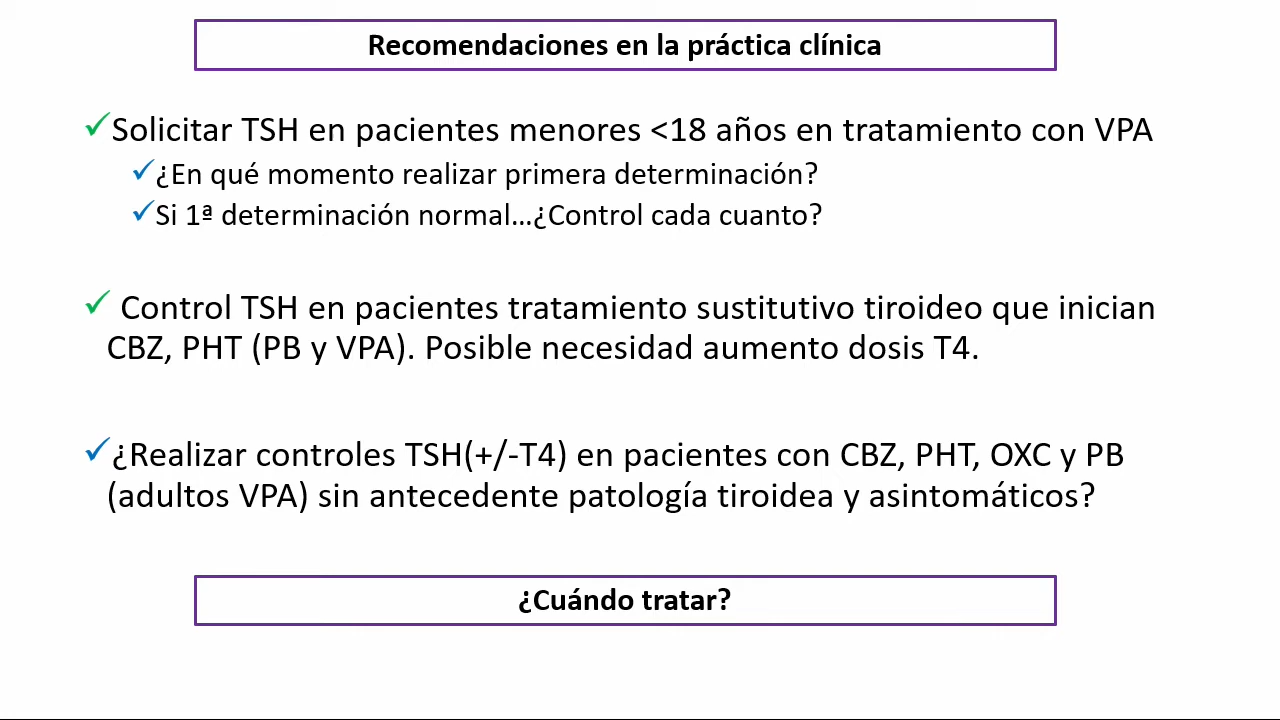 Recomendaciones en la práctica clínica
Solicitar TSH en pacientes menores <18 años en tratamiento con VPA
¿En qué momento realizar primera determinación?
Si 1ª determinación normal…¿Control cada cuanto?
Control TSH en pacientes tratamiento sustitutivo tiroideo que inician
CBZ, PHT (PB y VPA). Posible necesidad aumento dosis T4.
¿Realizar controles TSH(+/-T4) en pacientes con CBZ, PHT, OXC y PB
(adultos VPA) sin antecedente patología tiroidea y asintomáticos?
¿Cuándo tratar?